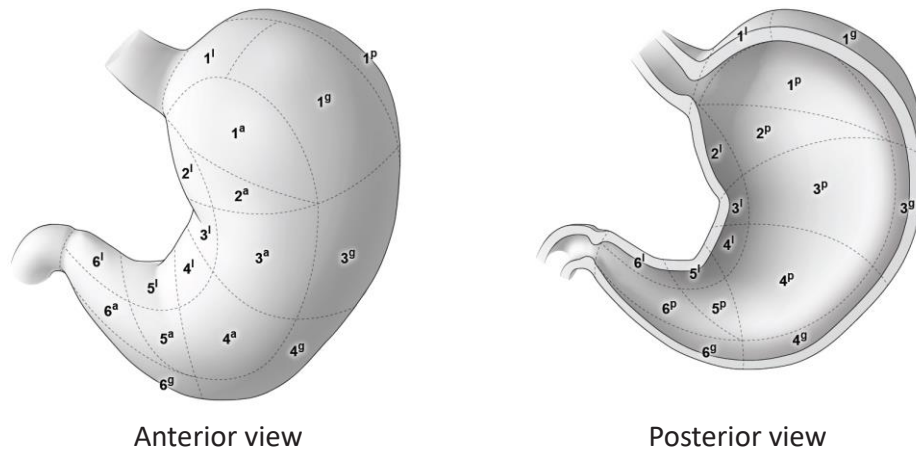 1ˡ
1ᵖ
1ᵍ
1ᵃ
2ˡ
2ᵃ
3ˡ
6ˡ
4ˡ
3ᵃ
3ᵍ
5ˡ
6ᵃ
5ᵃ
4ᵃ
4ᵍ
6ᵍ
Anterior view
1ˡ
1ᵍ
1ᵖ
2ᵖ
2ˡ
3ᵖ
3ˡ
3ᵍ
4ˡ
6ˡ
5ˡ
4ᵖ
6ᵖ
5ᵖ
4ᵍ
6ᵍ
Posterior view